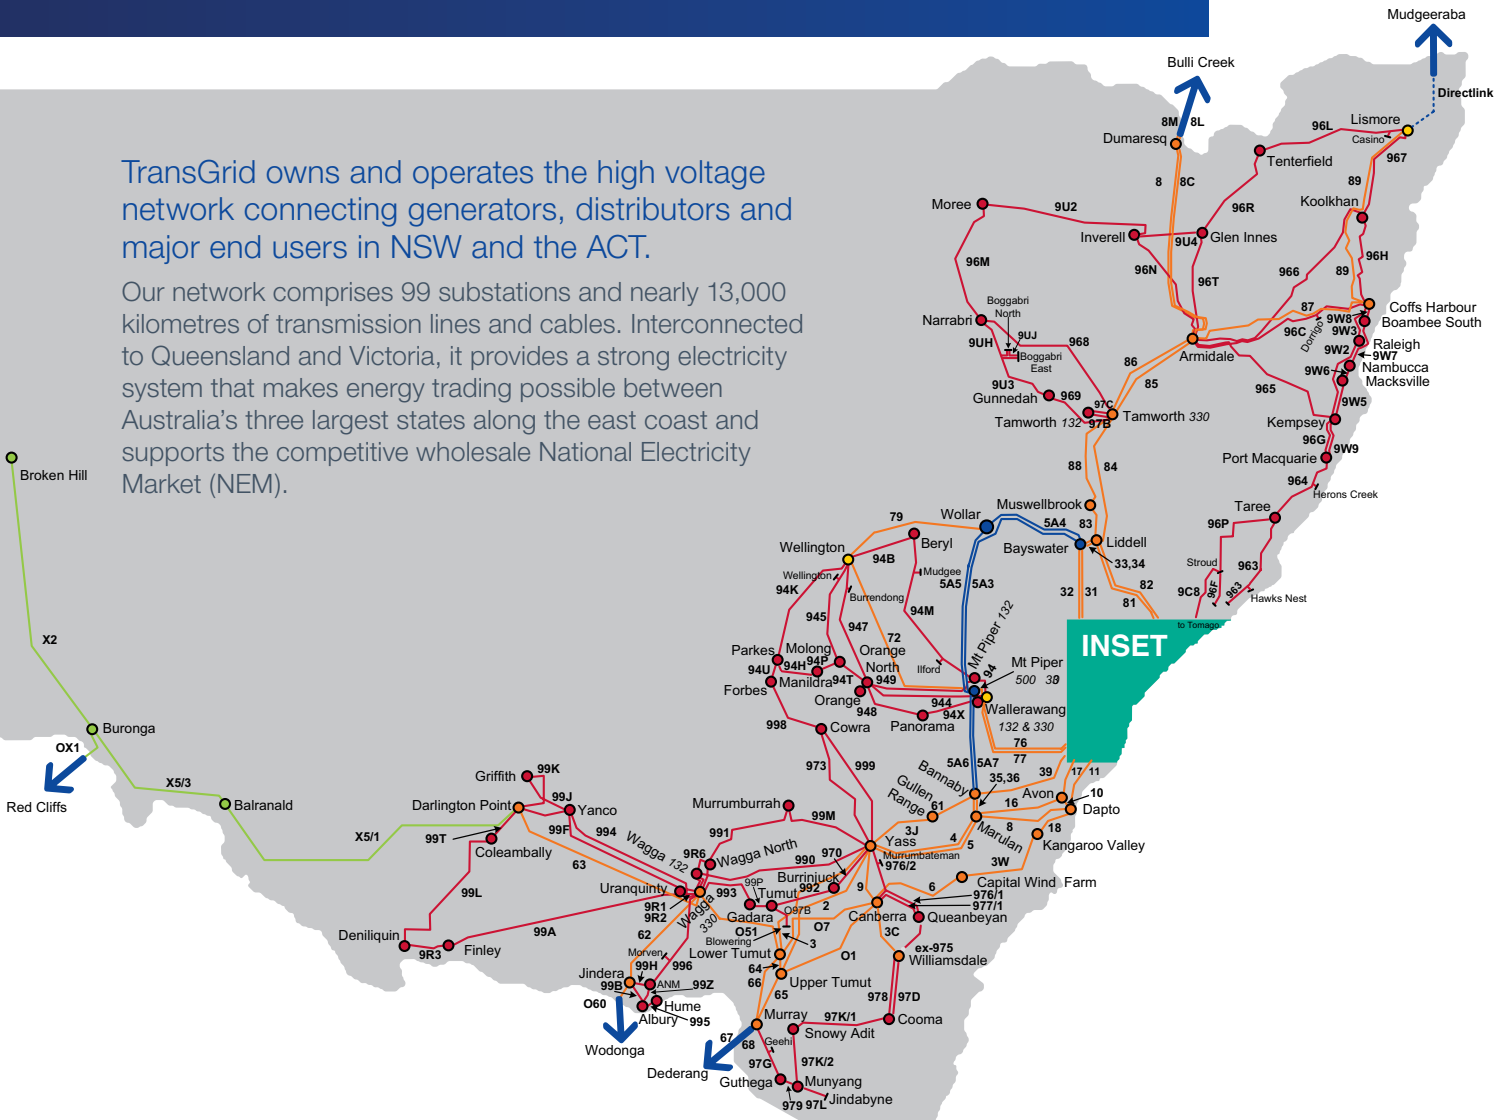 Mudgeeraba
Bulli Creek
Directlink
8M
8L
Dumaresq
96L
Lismore
Casino
967
Tenterfield
8
8C
89
Koolkhan
Moree
9U2
96R
Inverell
9U4
Glen Innes
96M
96N
96T
966
89
96H
TransGrid owns and operates the high voltage
network connecting generators, distributors and
major end users in NSW and the ACT.
Our network comprises 99 substations and nearly 13,000
kilometres of transmission lines and cables. Interconnected
to Queensland and Victoria, it provides a strong electricity
system that makes energy trading possible between
Australia's three largest states along the east coast and
supports the competitive wholesale National Electricity
Market (NEM).
Boggabri
North
Narrabri
9UJ
9UH
Boggabri
East
968
87
96C
Dorrigo
Coffs Harbour
9W8
Boambee South
9W3
Raleigh
9W2
9W7
Nambucca
9W6
Macksville
Armidale
86
85
965
9U3
Gunnedah
969
97C
Tamworth 132
97B
Tamworth 330
9W5
Kempsey
96G
9W9
Port Macquarie
964
Herons Creek
88
84
Broken Hill
Muswellbrook
Taree
96P
Wollar
5A4
83
79
Bayswater
Liddell
33,34
Wellington
Beryl
94B
Wellington
Mudgee
94K
Burrendong
5A5
5A3
32
31
82
81
Stroud
963
9C8
96F
963
Hawks Nest
to Tomago
945
947
94M
72
Mt Piper 132
INSET
X2
Parkes
Molong
94P
Orange
North
94U
94H
Manildra
94T
949
Forbes
Orange
948
Ilford
94
Mt Piper
500
944
94X
Wallerawang
132 & 330
Panorama
998
Cowra
76
77
Buronga
OX1
Red Cliffs
X5/3
Balranald
X5/1
973
999
5A6
5A7
Bannaby
35,36
39
17
11
Gullen
Range
61
Avon
10
16
Dapto
Griffith
99K
Darlington Point
99J
Yanco
99T
99F
994
Coleambally
63
Murrumburrah
99M
991
3J
Yass
Marulan
8
18
Kangaroo Valley
4
5
Wagga 132
9R6
Wagga North
990
970
Murrumbateman
976/2
3W
Burrinjuck
Uranquinty
993
99P
Tumut
992
9
6
Capital Wind Farm
976/1
977/1
99L
9R1
9R2
Wagga
330
Gadara
O97B
2
Canberra
Queanbeyan
O7
3C
99A
Deniliquin
9R3
Finley
62
O51
Blowering
3
Lower Tumut
O1
ex-975
Williamsdale
Morven
99H
996
64
66
Upper Tumut
Jindera
99B
ANM
99Z
65
978
97D
O60
Hume
Albury
995
Murray
97K/1
Cooma
Snowy Adit
Wodonga
67
68
Geehi
97G
97K/2
Dederang
Guthega
Munyang
979
97L
Jindabyne